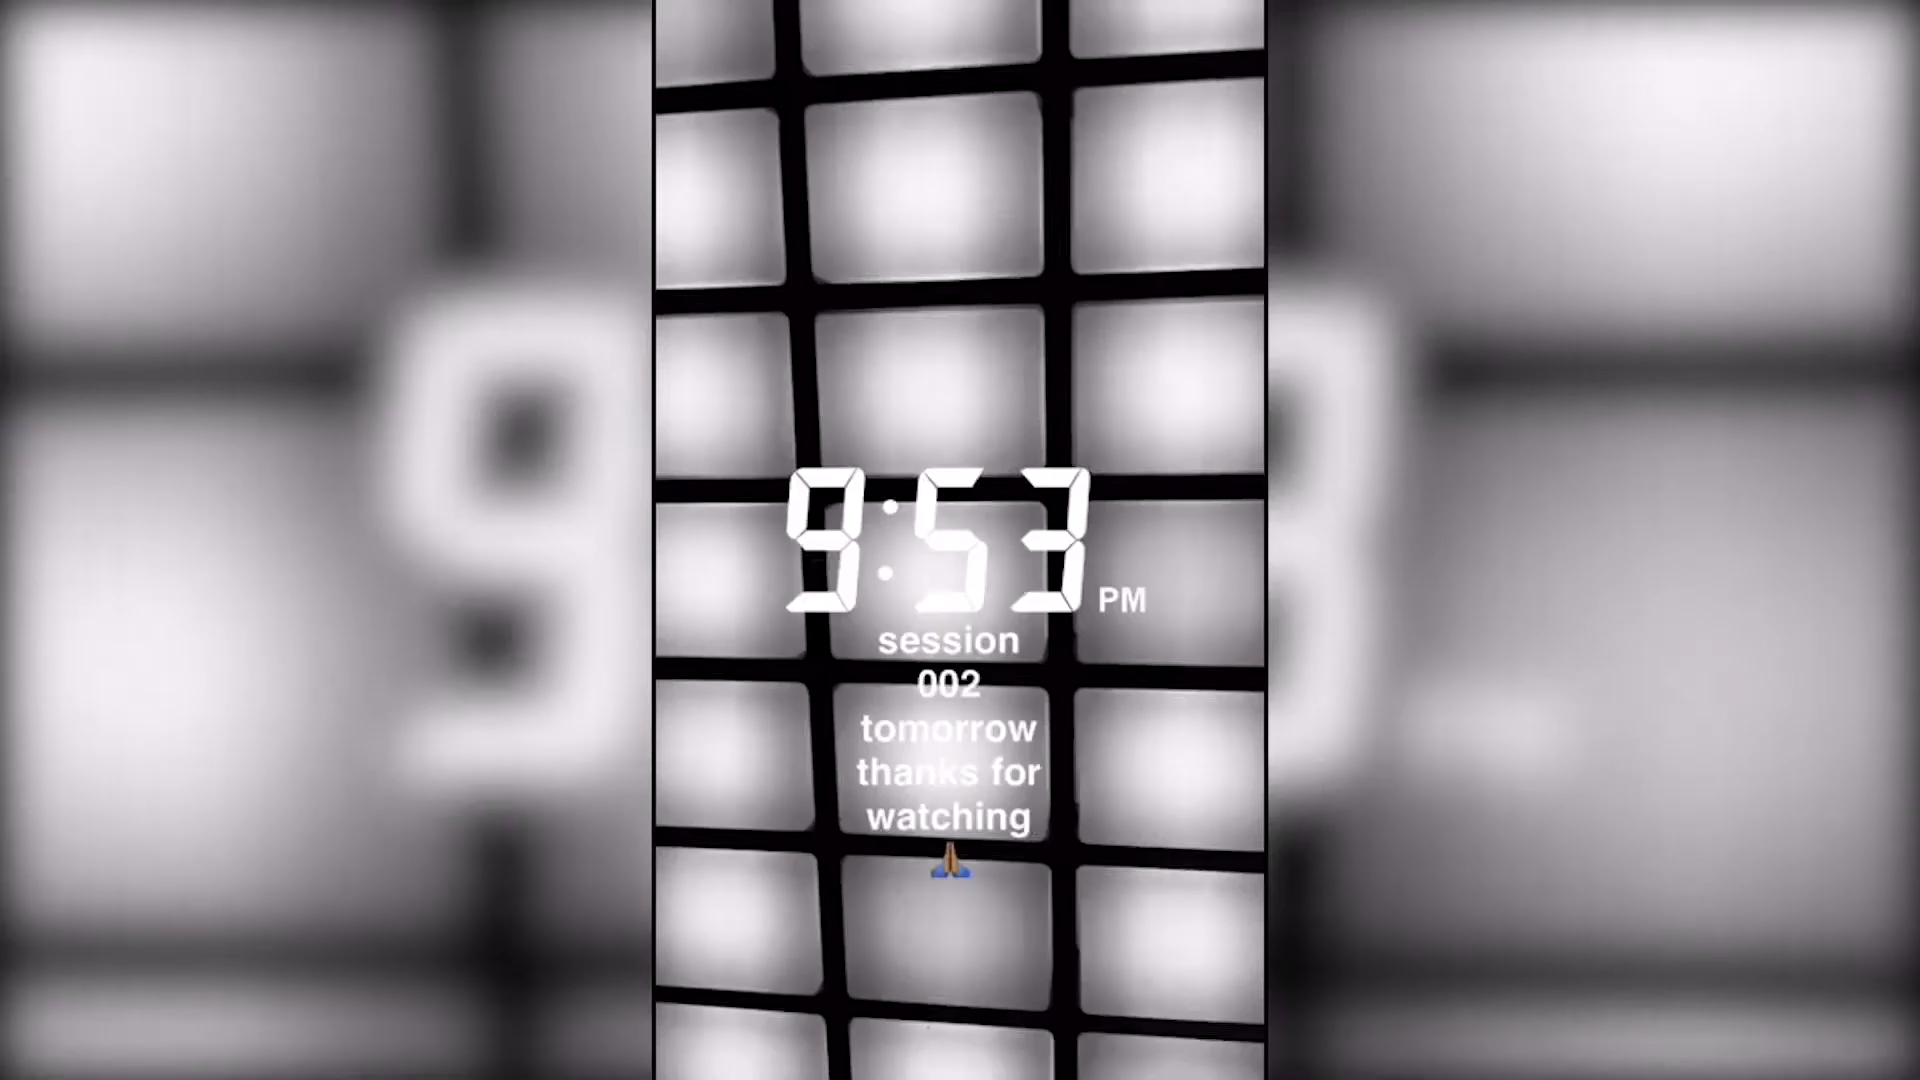 9:53 PM
session
002
tomorrow
thanks for
watching
🙏🏾